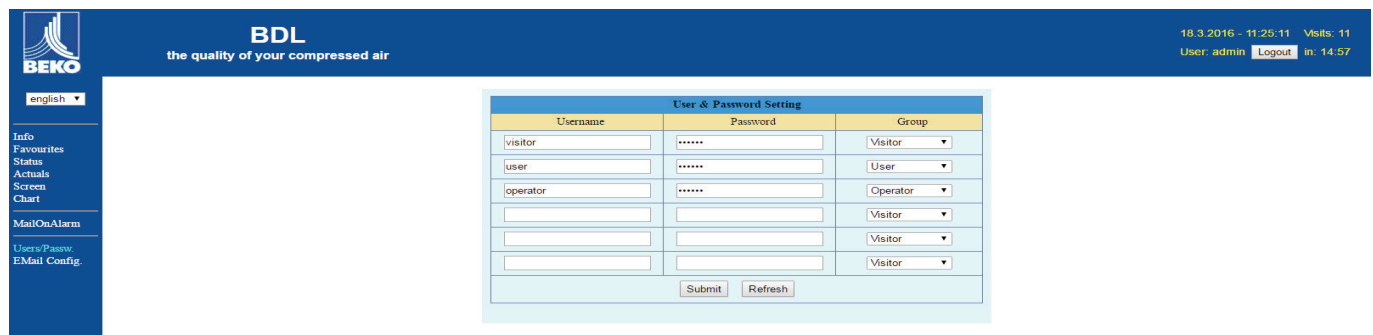 BEKO
BDL
the quality of your compressed air
18.3.2016 - 11:25:11 Visits: 11
User: admin Logout in: 14:57
english
Info
Favourites
Status
Actuals
Screen
Chart
MailOnAlarm
Users/Passw.
EMail Config.
User & Password Setting
Username Password Group
visitor •••••• Visitor
user •••••• User
operator •••••• Operator
Visitor
Visitor
Visitor
Submit Refresh